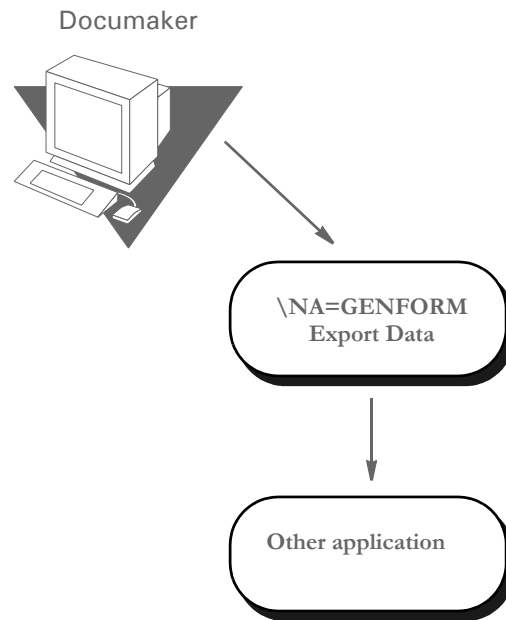 Documaker
\NA=GENFORM
Export Data
Other application